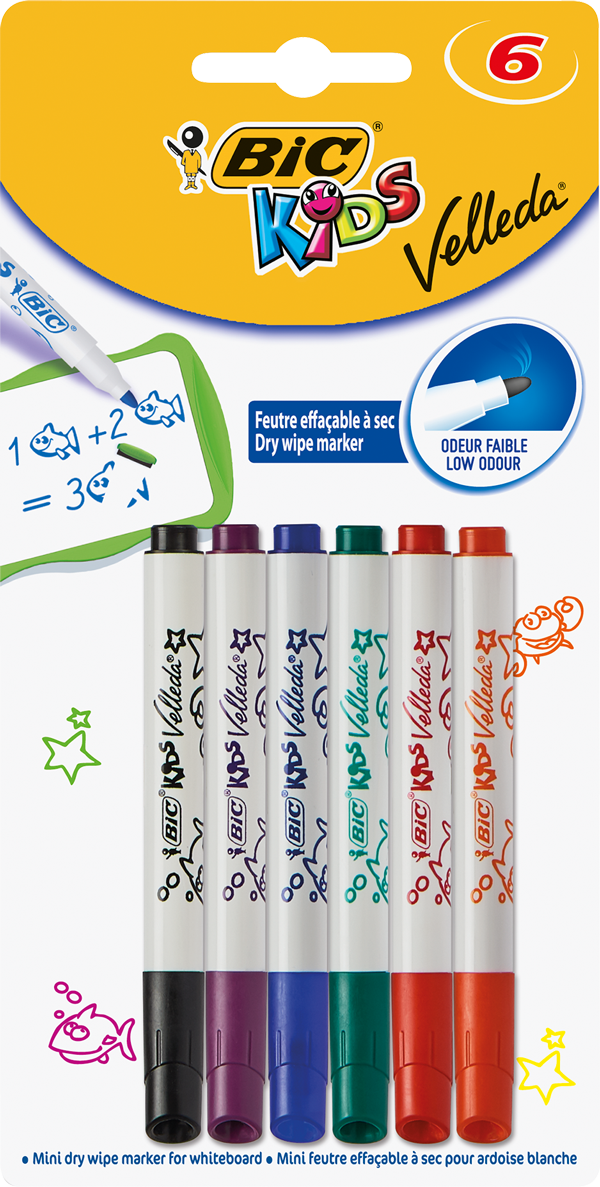 6
BiC®
KiDS
Velleda®
S
BiC
1 +2
= 3
Feutre effaçable à sec
Dry wipe marker
ODEUR FAIBLE
LOW ODOUR
BiC KiDS Velleda®
BiC KiDS Velleda®
BiC KiDS Velleda®
BiC KiDS Velleda®
BiC KiDS Velleda®
BiC KiDS Velleda®
• Mini dry wipe marker for whiteboard • Mini feutre effaçable à sec pour ardoise blanche